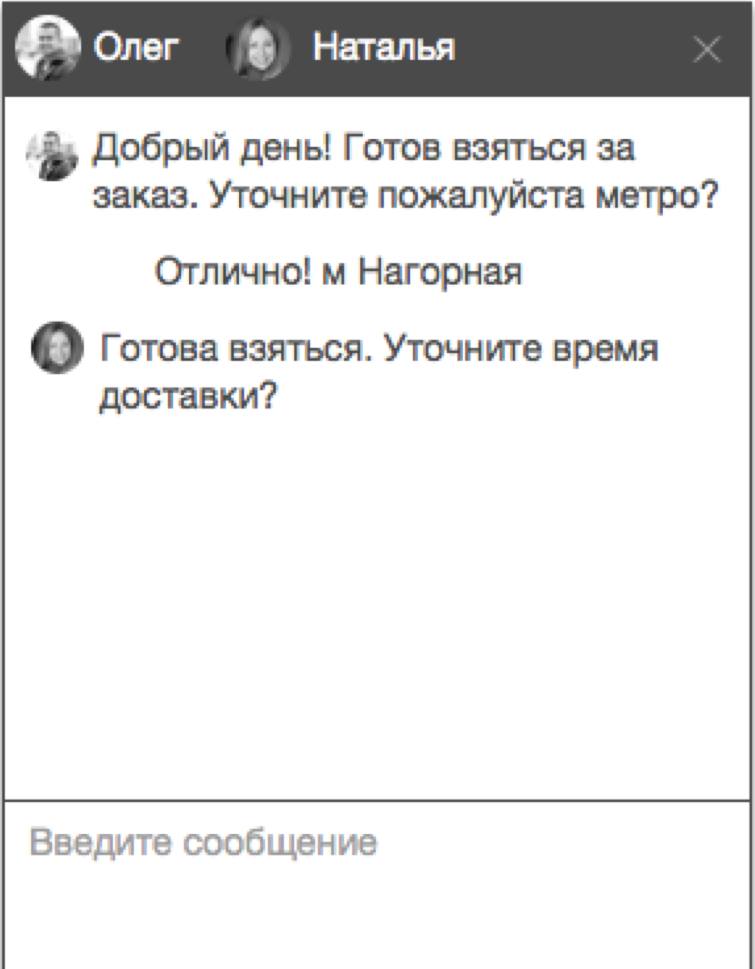 Олег Наталья
Добрый день! Готов взяться за
заказ. Уточните пожалуйста метро?
Отлично! м Нагорная
Готова взяться. Уточните время
доставки?
Введите сообщение